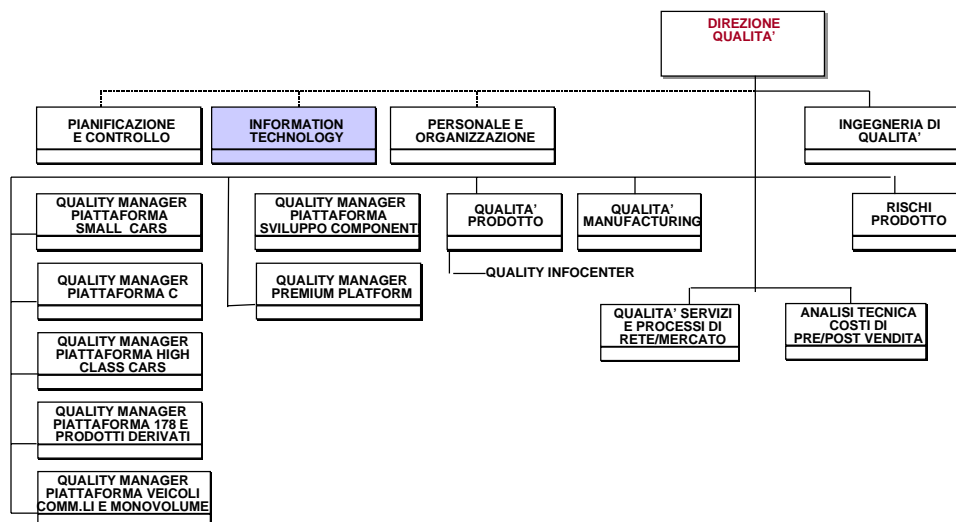 DIREZIONE
QUALITA'
PIANIFICAZIONE
E CONTROLLO
INFORMATION
TECHNOLOGY
PERSONALE E
ORGANIZZAZIONE
INGEGNERIA DI
QUALITA'
QUALITY MANAGER
PIATTAFORMA
SMALL CARS
QUALITY MANAGER
PIATTAFORMA
SVILUPPO COMPONENT
QUALITA'
PRODOTTO
QUALITA'
MANUFACTURING
RISCHI
PRODOTTO
QUALITY INFOCENTER
QUALITY MANAGER
PIATTAFORMA C
QUALITY MANAGER
PREMIUM PLATFORM
QUALITA' SERVIZI
E PROCESSI DI
RETE/MERCATO
ANALISI TECNICA
COSTI DI
PRE/POST VENDITA
QUALITY MANAGER
PIATTAFORMA HIGH
CLASS CARS
QUALITY MANAGER
PIATTAFORMA 178 E
PRODOTTI DERIVATI
QUALITY MANAGER
PIATTAFORMA VEICOLI
COMM.LI E MONOVOLUME